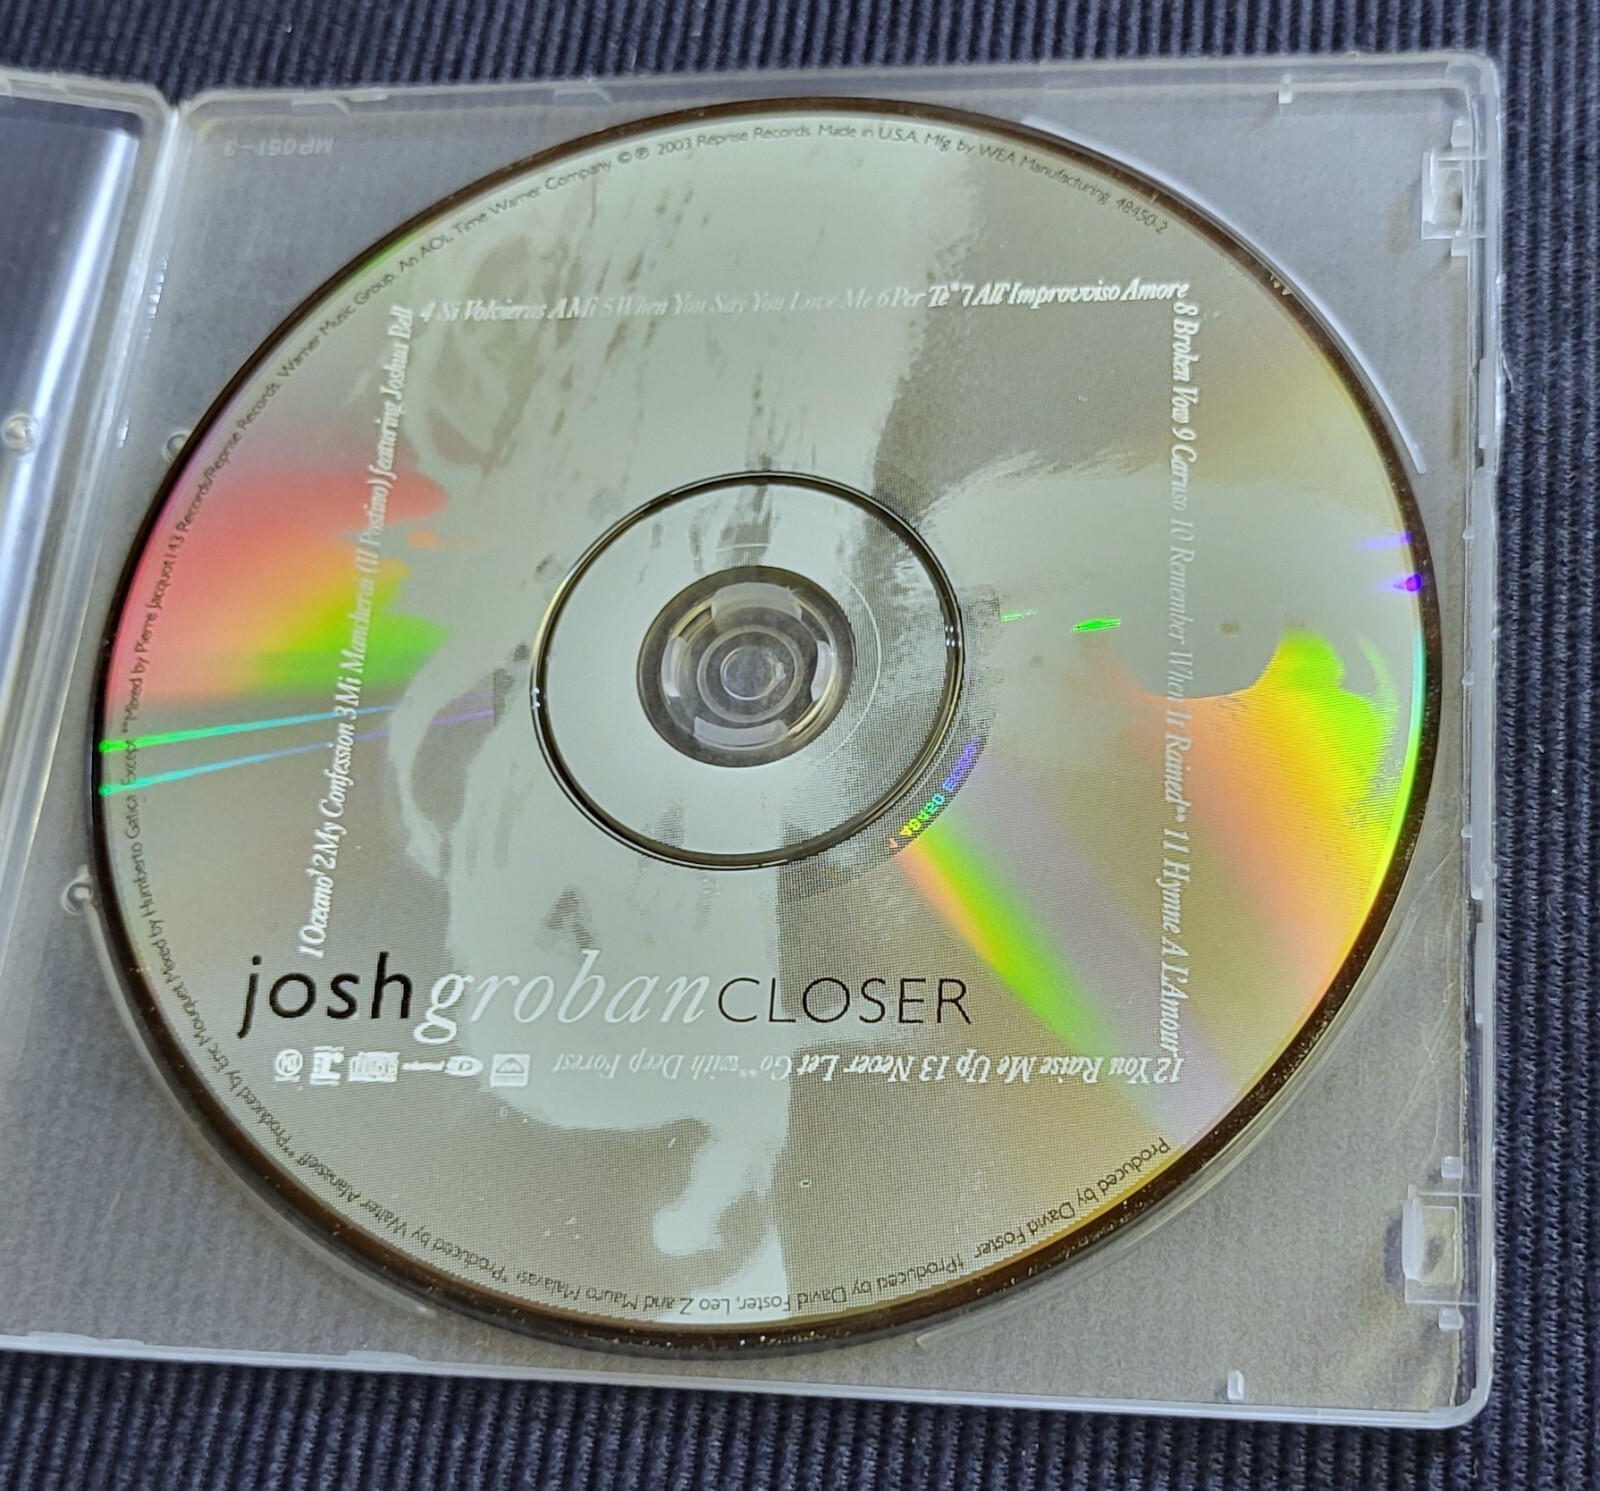 MP061-3
Mixed by Humberto Gatica Except **Mixed by Pierre Jacquot 143 Records/Reprise Records. Warner Music Group. An AOL Time Warner Company © ℗ 2003 Reprise Records. Made in U.S.A. Mfg. by WEA Manufacturing. 48450-2
1 Oceano† 2 My Confession 3 Mi Mancherai (Il Postino) featuring Joshua Bell
4 Si Volvieras A Mi 5 When You Say You Love Me 6 Per Te* 7 All' Improvviso Amore
8 Broken Vow 9 Caruso 10 Remember When It Rained** 11 Hymne A L'Amour
12 You Raise Me Up 13 Never Let Go** with Deep Forest
josh groban CLOSER
Produced by David Foster †Produced by David Foster, Leo Z and Mauro Malavasi *Produced by Walter Afanasieff **Produced by Eric Mouquet